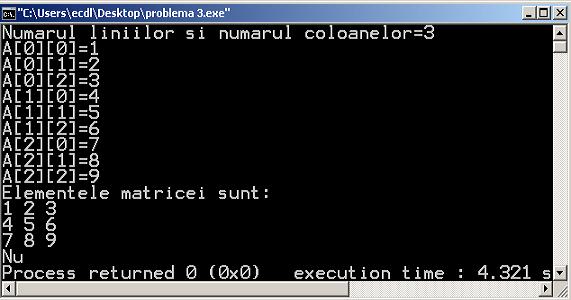 "C:\Users\ecdl\Desktop\problema 3.exe"
Numarul liniilor si numarul coloanelor=3
A[0][0]=1
A[0][1]=2
A[0][2]=3
A[1][0]=4
A[1][1]=5
A[1][2]=6
A[2][0]=7
A[2][1]=8
A[2][2]=9
Elementele matricei sunt:
1 2 3
4 5 6
7 8 9
Nu
Process returned 0 (0x0)   execution time : 4.321 s